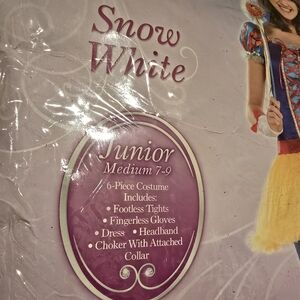 Snow
White
Junior
Medium 7-9
6-Piece Costume
Includes:
• Footless Tights
• Fingerless Gloves
• Dress • Headband
• Choker With Attached
Collar